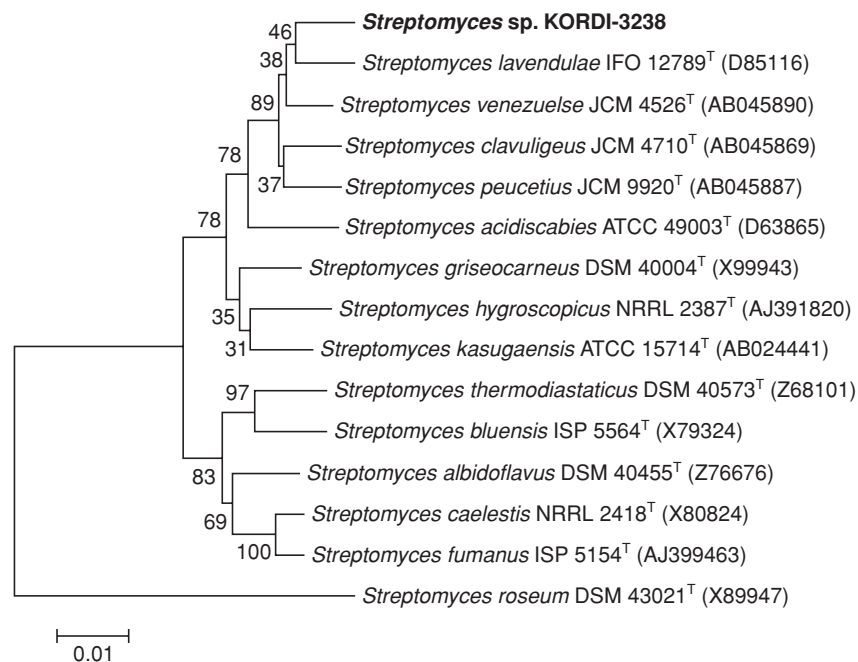 46
Streptomyces sp. KORDI-3238
38
Streptomyces lavendulae IFO 12789ᵀ (D85116)
89
Streptomyces venezuelse JCM 4526ᵀ (AB045890)
78
Streptomyces clavuligeus JCM 4710ᵀ (AB045869)
37
Streptomyces peucetius JCM 9920ᵀ (AB045887)
78
Streptomyces acidiscabies ATCC 49003ᵀ (D63865)
Streptomyces griseocarneus DSM 40004ᵀ (X99943)
35
Streptomyces hygroscopicus NRRL 2387ᵀ (AJ391820)
31
Streptomyces kasugaensis ATCC 15714ᵀ (AB024441)
97
Streptomyces thermodiastaticus DSM 40573ᵀ (Z68101)
Streptomyces bluensis ISP 5564ᵀ (X79324)
83
Streptomyces albidoflavus DSM 40455ᵀ (Z76676)
69
Streptomyces caelestis NRRL 2418ᵀ (X80824)
100
Streptomyces fumanus ISP 5154ᵀ (AJ399463)
Streptomyces roseum DSM 43021ᵀ (X89947)
0.01